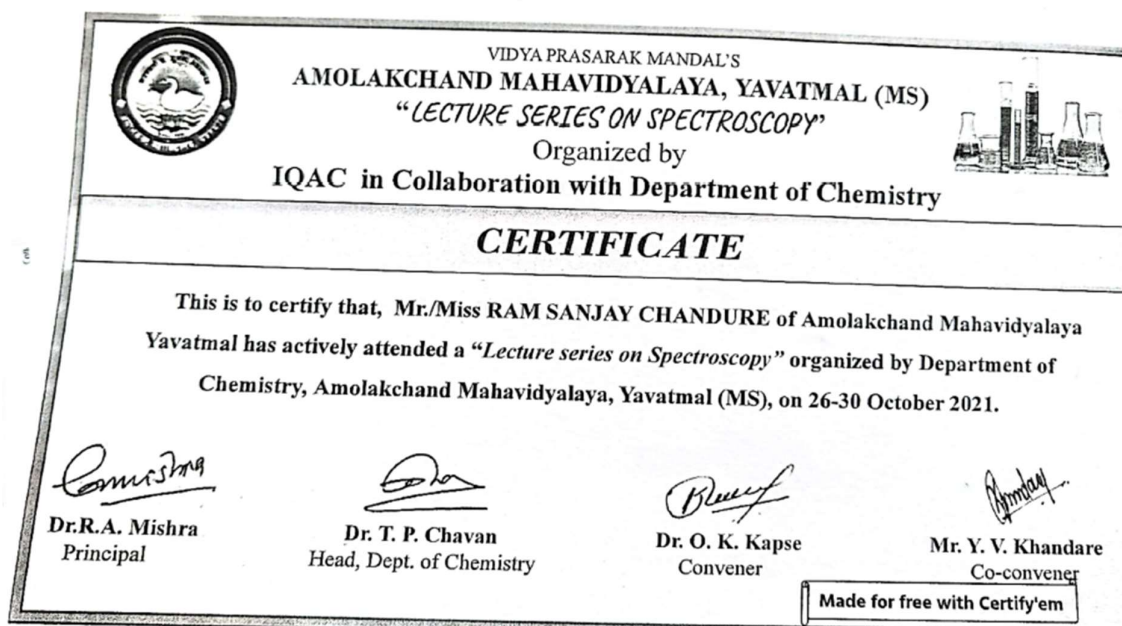 VIDYA PRASARAK MANDAL'S
AMOLAKCHAND MAHAVIDYALAYA, YAVATMAL (MS)
“LECTURE SERIES ON SPECTROSCOPY”
Organized by
IQAC in Collaboration with Department of Chemistry
CERTIFICATE
This is to certify that, Mr./Miss RAM SANJAY CHANDURE of Amolakchand Mahavidyalaya
Yavatmal has actively attended a “Lecture series on Spectroscopy” organized by Department of
Chemistry, Amolakchand Mahavidyalaya, Yavatmal (MS), on 26-30 October 2021.
Dr.R.A. Mishra
Principal
Dr. T. P. Chavan
Head, Dept. of Chemistry
Dr. O. K. Kapse
Convener
Mr. Y. V. Khandare
Co-convener
Made for free with Certify'em